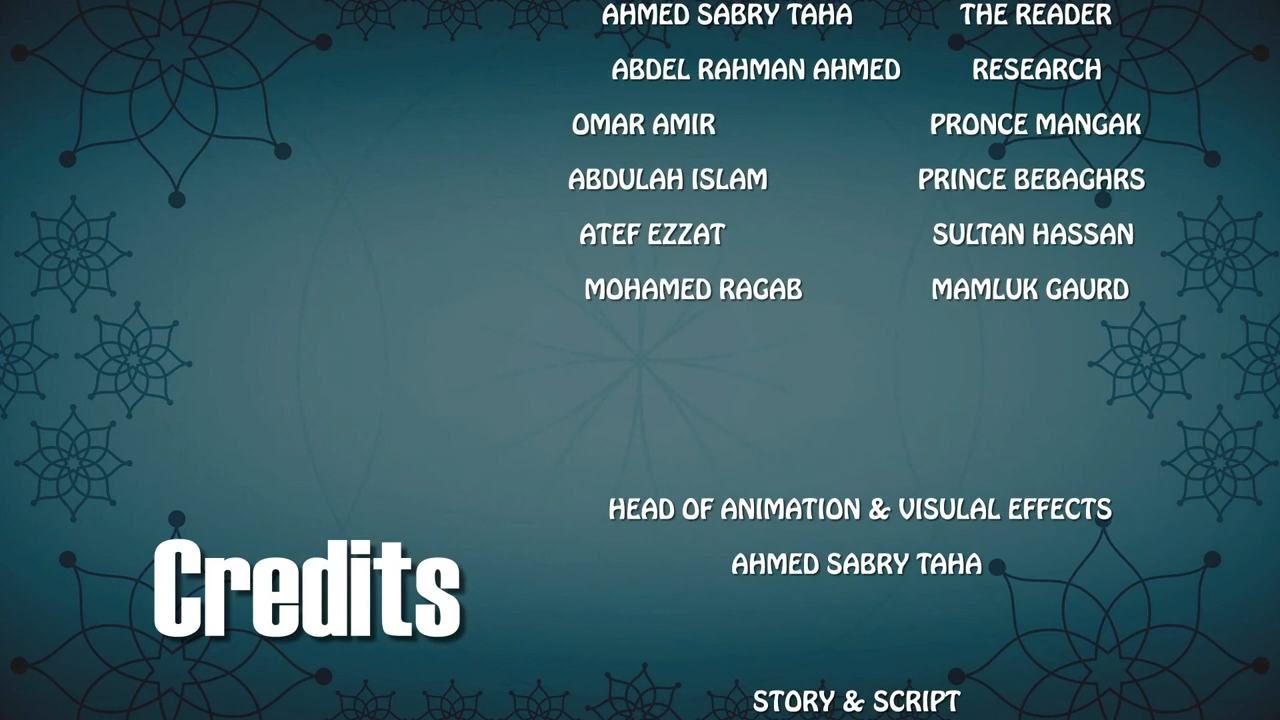 AHMED SABRY TAHA THE READER
ABDEL RAHMAN AHMED RESEARCH
OMAR AMIR PRONCE MANGAK
ABDULAH ISLAM PRINCE BEBAGHRS
ATEF EZZAT SULTAN HASSAN
MOHAMED RAGAB MAMLUK GAURD
HEAD OF ANIMATION & VISULAL EFFECTS
AHMED SABRY TAHA
Credits
STORY & SCRIPT